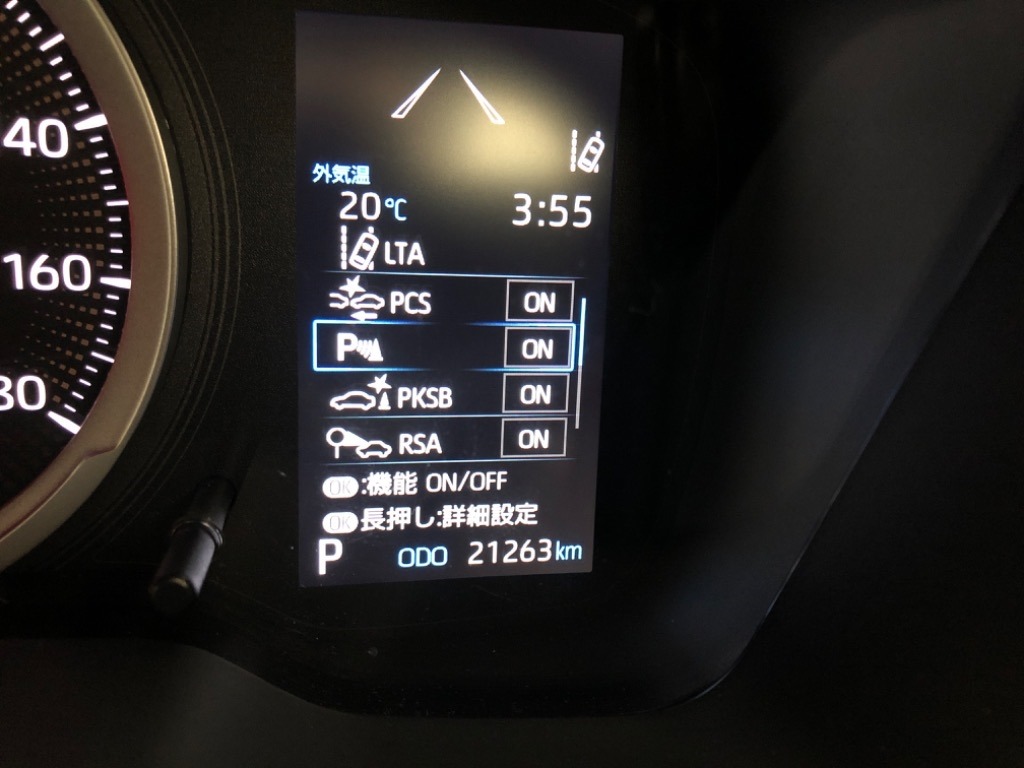 40
160
80
外気温
20℃ 3:55
LTA
PCS ON
P ON
PKSB ON
RSA ON
OK:機能 ON/OFF
OK長押し:詳細設定
P ODO 21263km